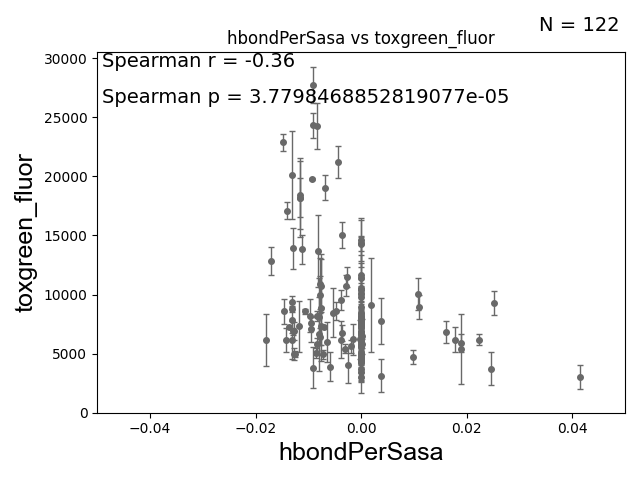 N = 122
hbondPerSasa vs toxgreen_fluor
Spearman r = -0.36
Spearman p = 3.7798468852819077e-05
toxgreen_fluor
30000
25000
20000
15000
10000
5000
0
−0.04
−0.02
0.00
0.02
0.04
hbondPerSasa